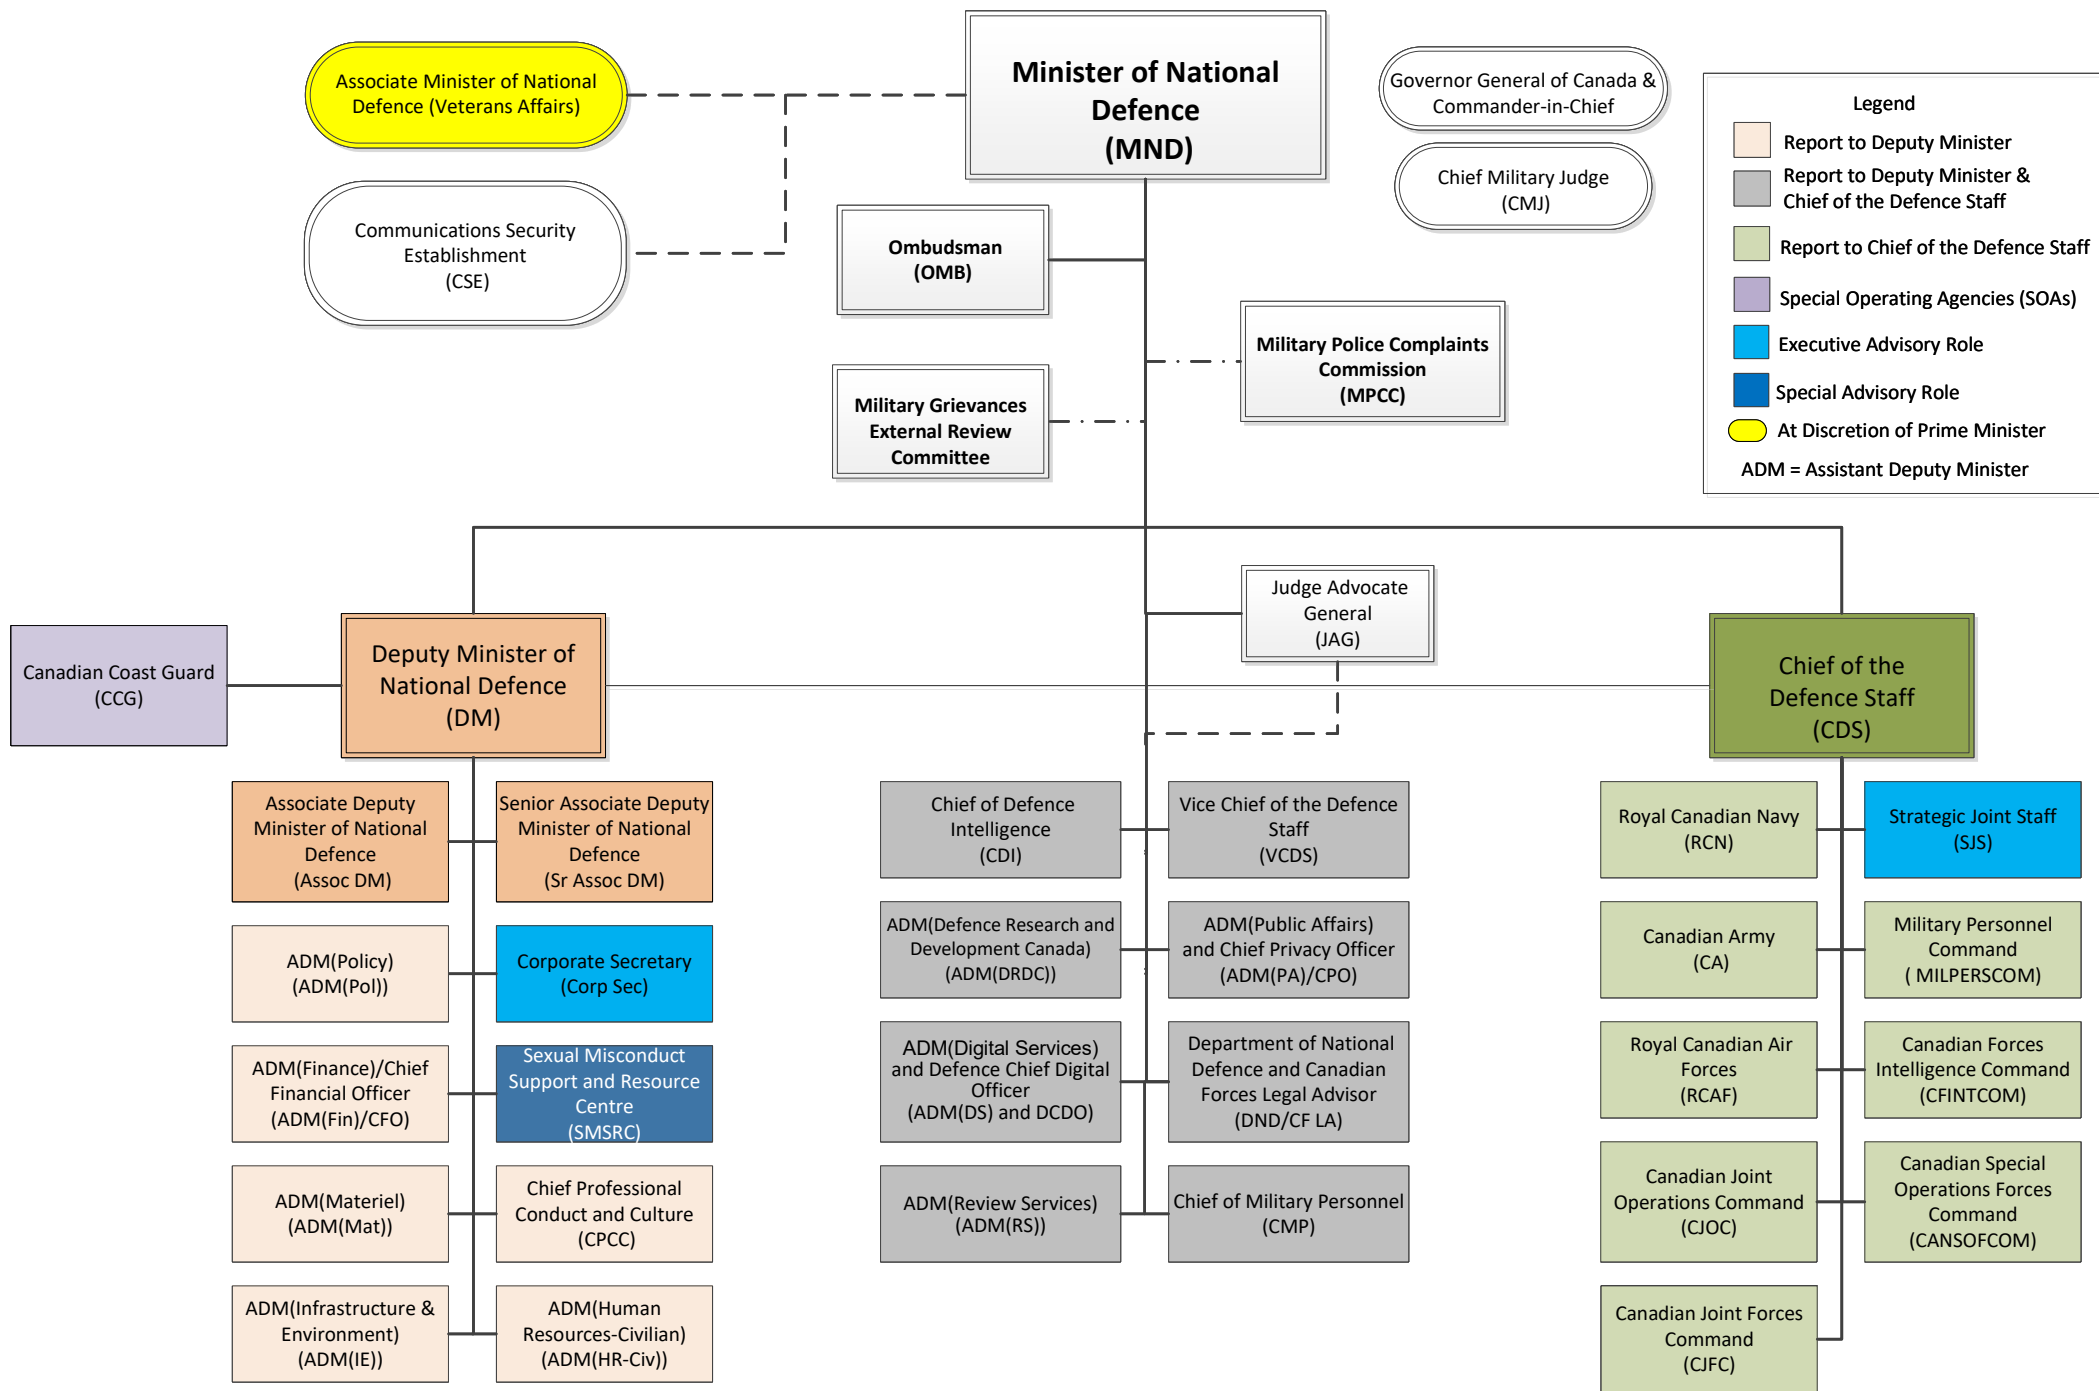 Associate Minister of National
Defence (Veterans Affairs)
Communications Security
Establishment
(CSE)
Minister of National
Defence
(MND)
Governor General of Canada &
Commander-in-Chief
Chief Military Judge
(CMJ)
Legend
Report to Deputy Minister
Report to Deputy Minister &
Chief of the Defence Staff
Report to Chief of the Defence Staff
Special Operating Agencies (SOAs)
Executive Advisory Role
Special Advisory Role
At Discretion of Prime Minister
ADM = Assistant Deputy Minister
Ombudsman
(OMB)
Military Police Complaints
Commission
(MPCC)
Military Grievances
External Review
Committee
Judge Advocate
General
(JAG)
Canadian Coast Guard
(CCG)
Deputy Minister of
National Defence
(DM)
Chief of the
Defence Staff
(CDS)
Associate Deputy
Minister of National
Defence
(Assoc DM)
Senior Associate Deputy
Minister of National
Defence
(Sr Assoc DM)
ADM(Policy)
(ADM(Pol))
Corporate Secretary
(Corp Sec)
ADM(Finance)/Chief
Financial Officer
(ADM(Fin)/CFO)
Sexual Misconduct
Support and Resource
Centre
(SMSRC)
ADM(Materiel)
(ADM(Mat))
Chief Professional
Conduct and Culture
(CPCC)
ADM(Infrastructure &
Environment)
(ADM(IE))
ADM(Human
Resources-Civilian)
(ADM(HR-Civ))
Chief of Defence
Intelligence
(CDI)
Vice Chief of the Defence
Staff
(VCDS)
ADM(Defence Research and
Development Canada)
(ADM(DRDC))
ADM(Public Affairs)
and Chief Privacy Officer
(ADM(PA)/CPO)
ADM(Digital Services)
and Defence Chief Digital
Officer
(ADM(DS) and DCDO)
Department of National
Defence and Canadian
Forces Legal Advisor
(DND/CF LA)
ADM(Review Services)
(ADM(RS))
Chief of Military Personnel
(CMP)
Royal Canadian Navy
(RCN)
Strategic Joint Staff
(SJS)
Canadian Army
(CA)
Military Personnel
Command
( MILPERSCOM)
Royal Canadian Air
Forces
(RCAF)
Canadian Forces
Intelligence Command
(CFINTCOM)
Canadian Joint
Operations Command
(CJOC)
Canadian Special
Operations Forces
Command
(CANSOFCOM)
Canadian Joint Forces
Command
(CJFC)